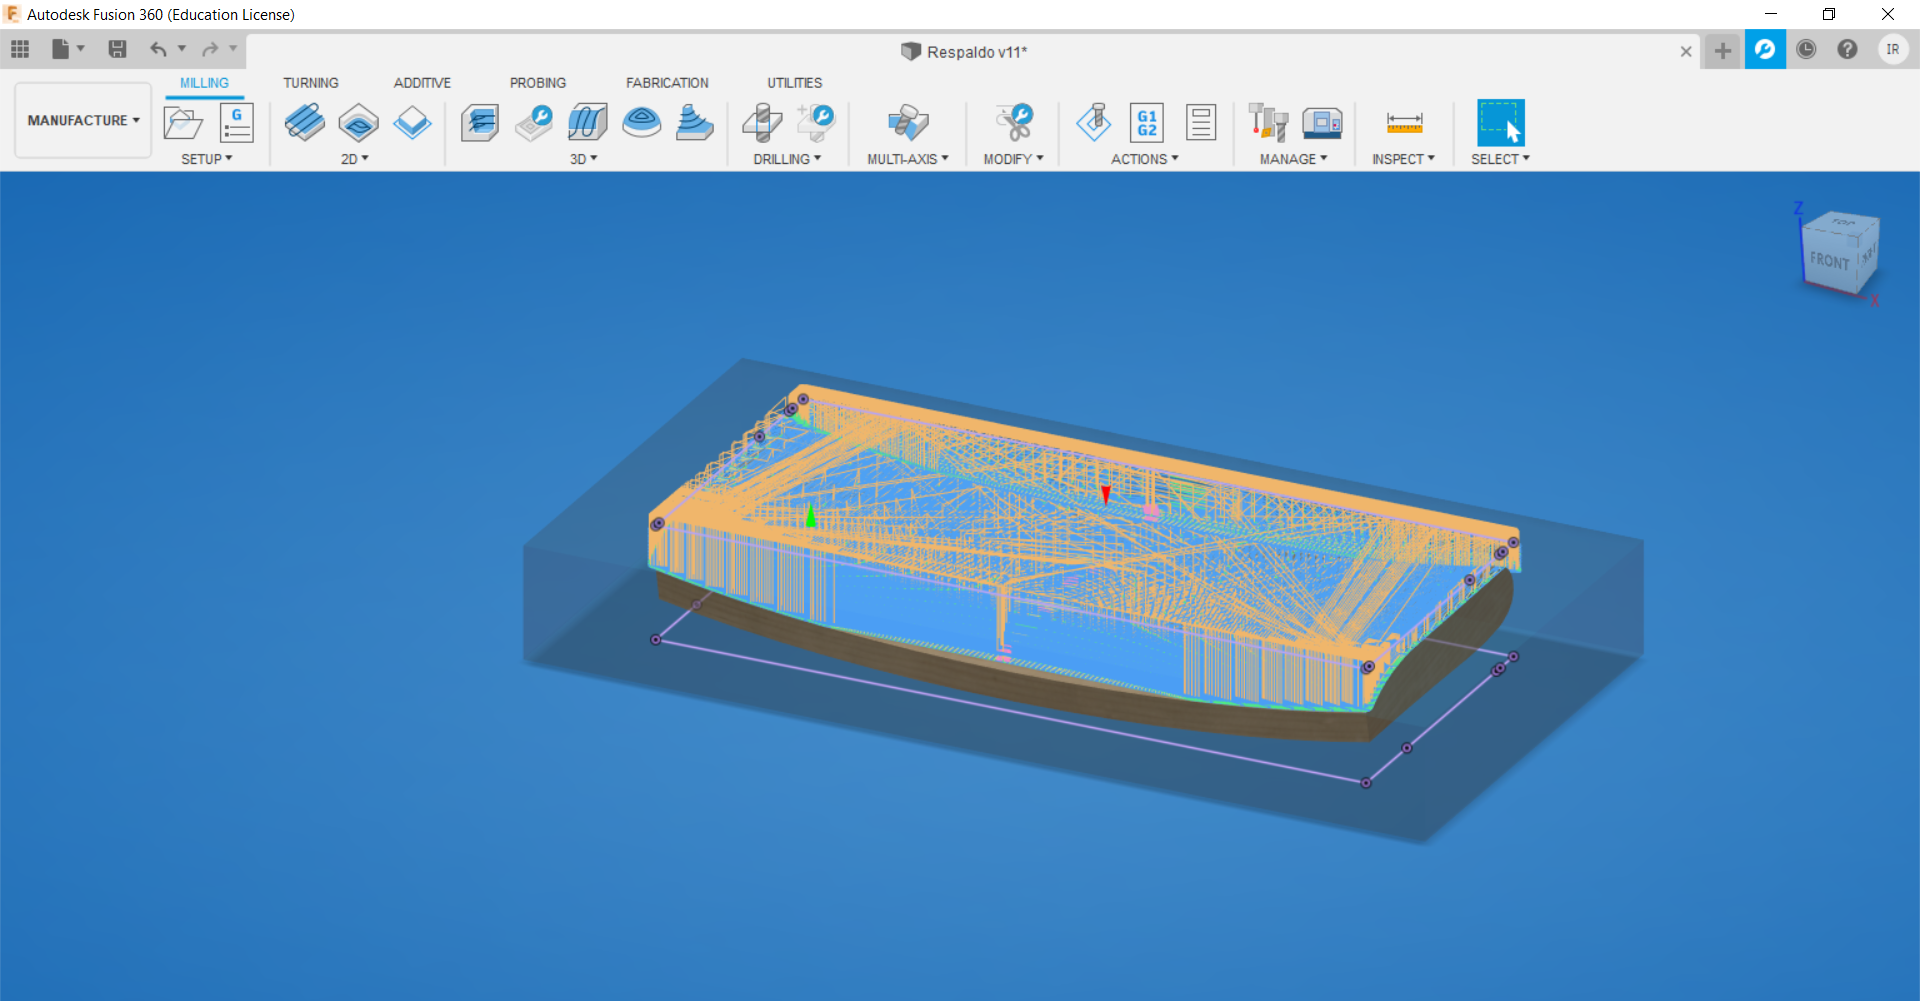 Autodesk Fusion 360 (Education License)
Respaldo v11*
IR
MILLING TURNING ADDITIVE PROBING FABRICATION UTILITIES
MANUFACTURE
G
G1
G2
SETUP 2D 3D DRILLING MULTI-AXIS MODIFY ACTIONS MANAGE INSPECT SELECT
Z
TOP
FRONT
X